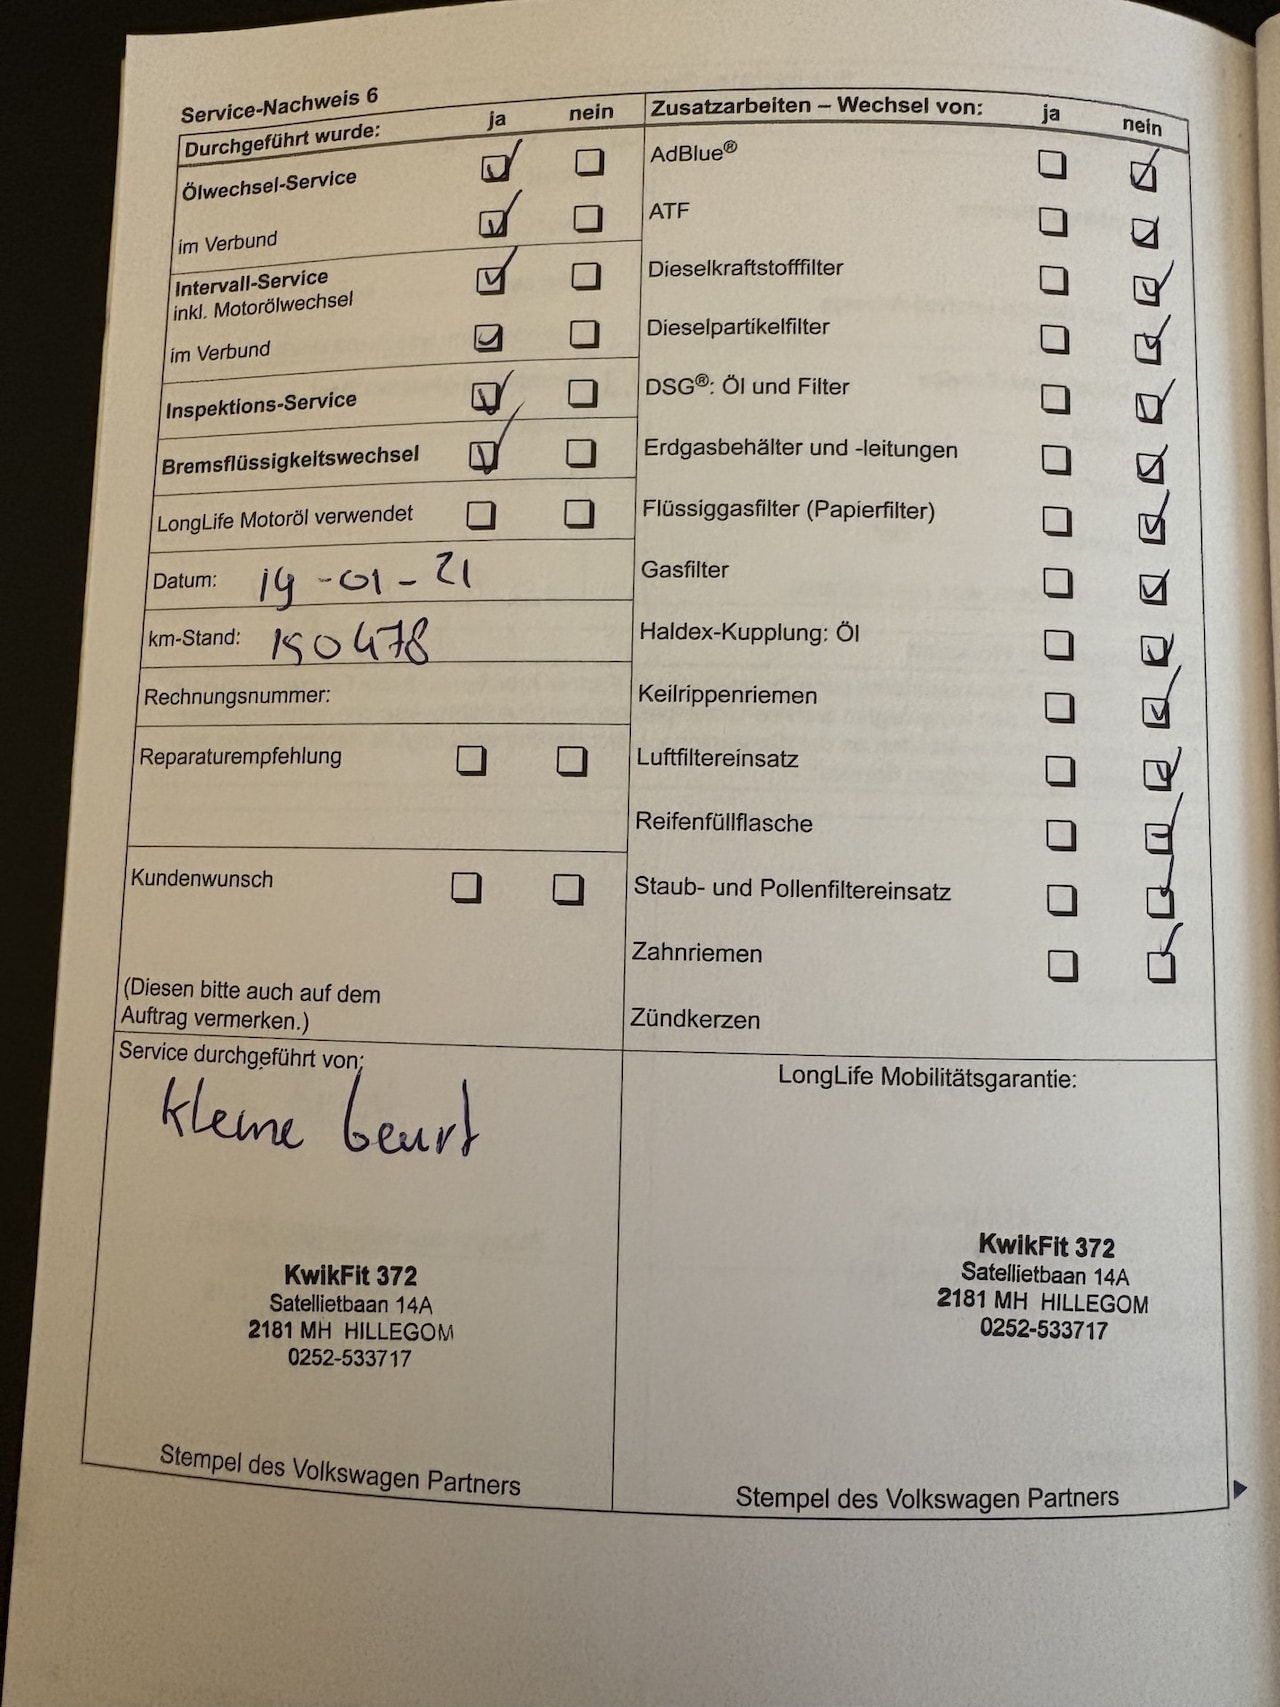 Service-Nachweis 6
Durchgeführt wurde: ja nein
Ölwechsel-Service
im Verbund
Intervall-Service
inkl. Motorölwechsel
im Verbund
Inspektions-Service
Bremsflüssigkeitswechsel
LongLife Motoröl verwendet
Datum: 19-01-21
km-Stand: 150478
Rechnungsnummer:
Reparaturempfehlung
Kundenwunsch
(Diesen bitte auch auf dem
Auftrag vermerken.)
Zusatzarbeiten – Wechsel von: ja nein
AdBlue®
ATF
Dieselkraftstofffilter
Dieselpartikelfilter
DSG®: Öl und Filter
Erdgasbehälter und -leitungen
Flüssiggasfilter (Papierfilter)
Gasfilter
Haldex-Kupplung: Öl
Keilrippenriemen
Luftfiltereinsatz
Reifenfüllflasche
Staub- und Pollenfiltereinsatz
Zahnriemen
Zündkerzen
Service durchgeführt von:
kleine beurt
KwikFit 372
Satellietbaan 14A
2181 MH HILLEGOM
0252-533717
Stempel des Volkswagen Partners
LongLife Mobilitätsgarantie:
KwikFit 372
Satellietbaan 14A
2181 MH HILLEGOM
0252-533717
Stempel des Volkswagen Partners